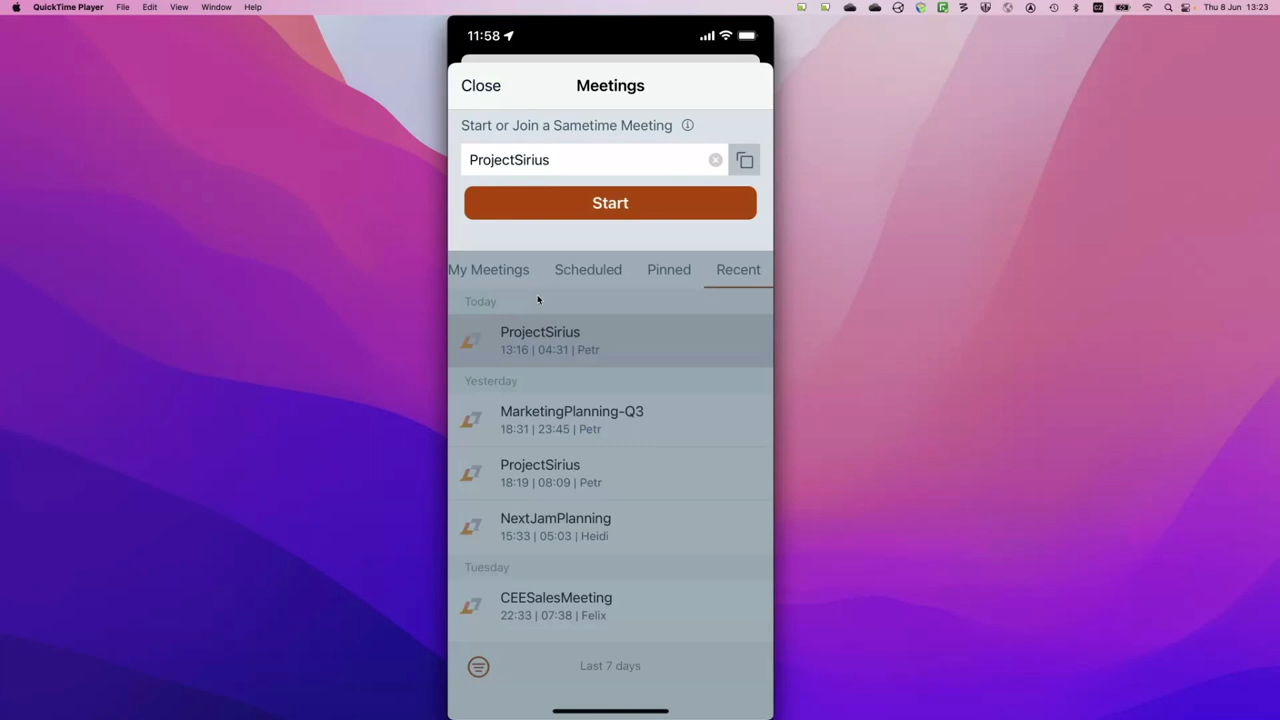 QuickTime Player File Edit View Window Help CZ Thu 8 Jun 13:23
11:58
Close Meetings
Start or Join a Sametime Meeting
ProjectSirius
Start
My Meetings Scheduled Pinned Recent
Today
ProjectSirius
13:16 | 04:31 | Petr
Yesterday
MarketingPlanning-Q3
18:31 | 23:45 | Petr
ProjectSirius
18:19 | 08:09 | Petr
NextJamPlanning
15:33 | 05:03 | Heidi
Tuesday
CEESalesMeeting
22:33 | 07:38 | Felix
Last 7 days